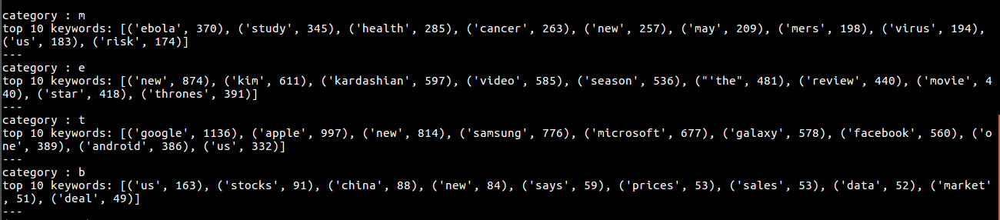 category : m
top 10 keywords: [('ebola', 370), ('study', 345), ('health', 285), ('cancer', 263), ('new', 257), ('may', 209), ('mers', 198), ('virus', 194),
('us', 183), ('risk', 174)]
---
category : e
top 10 keywords: [('new', 874), ('kim', 611), ('kardashian', 597), ('video', 585), ('season', 536), ("'the", 481), ('review', 440), ('movie', 4
40), ('star', 418), ('thrones', 391)]
---
category : t
top 10 keywords: [('google', 1136), ('apple', 997), ('new', 814), ('samsung', 776), ('microsoft', 677), ('galaxy', 578), ('facebook', 560), ('o
ne', 389), ('android', 386), ('us', 332)]
---
category : b
top 10 keywords: [('us', 163), ('stocks', 91), ('china', 88), ('new', 84), ('says', 59), ('prices', 53), ('sales', 53), ('data', 52), ('market'
, 51), ('deal', 49)]
---